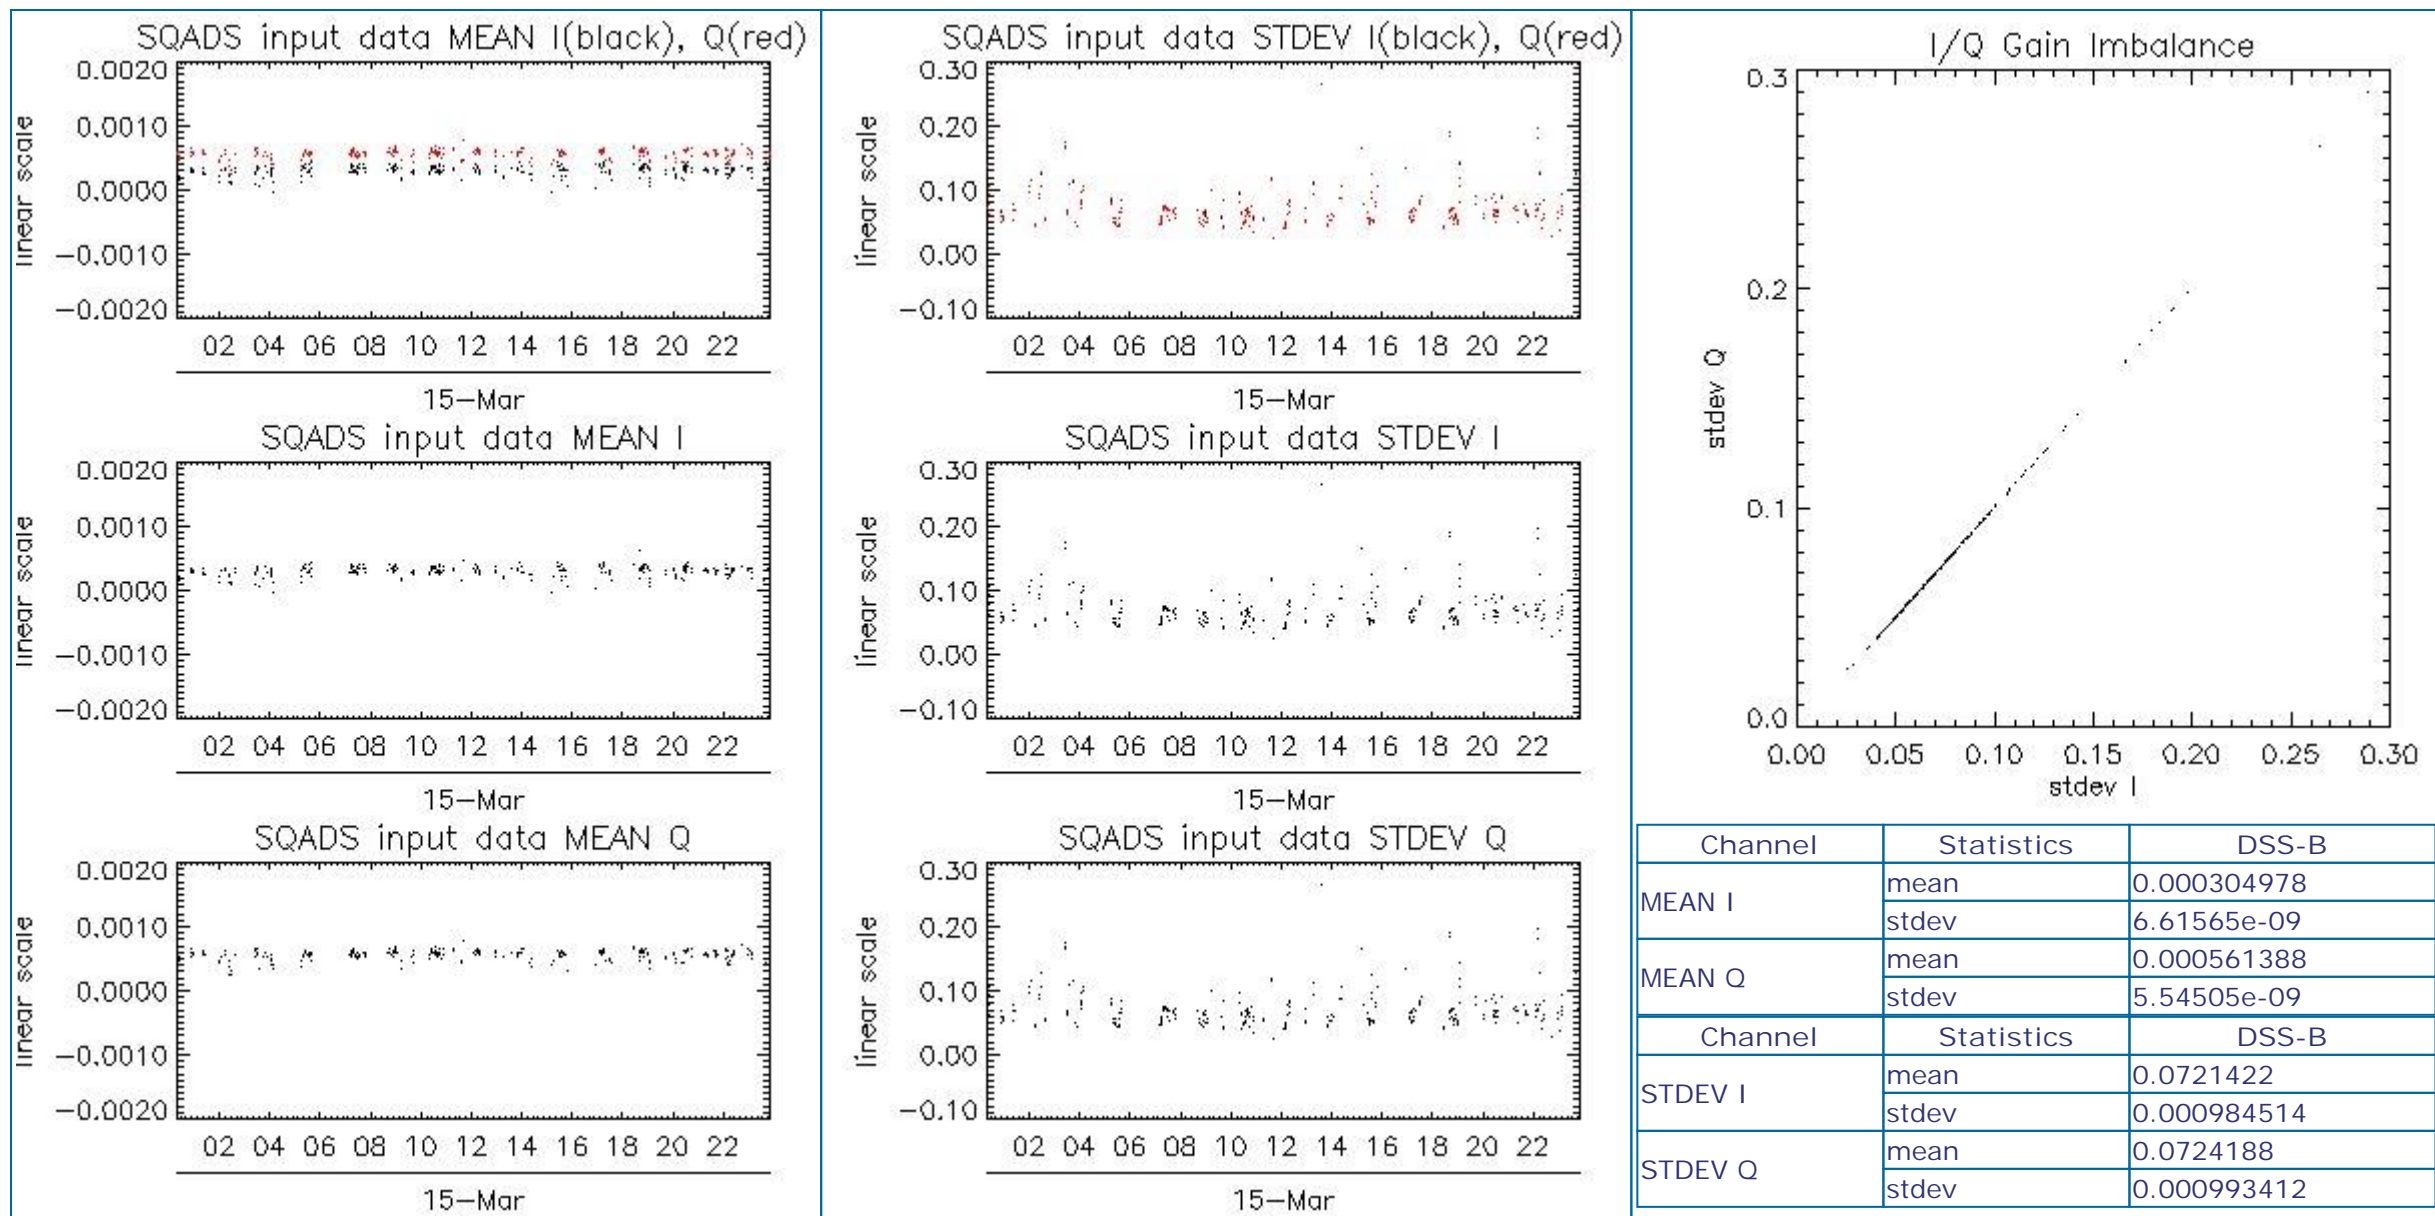 SQADS input data MEAN I(black), Q(red)
linear scale
0.0020
0.0010
0.0000
−0.0010
−0.0020
02 04 06 08 10 12 14 16 18 20 22
15−Mar
SQADS input data MEAN I
linear scale
0.0020
0.0010
0.0000
−0.0010
−0.0020
02 04 06 08 10 12 14 16 18 20 22
15−Mar
SQADS input data MEAN Q
linear scale
0.0020
0.0010
0.0000
−0.0010
−0.0020
02 04 06 08 10 12 14 16 18 20 22
15−Mar
SQADS input data STDEV I(black), Q(red)
linear scale
0.30
0.20
0.10
0.00
−0.10
02 04 06 08 10 12 14 16 18 20 22
15−Mar
SQADS input data STDEV I
linear scale
0.30
0.20
0.10
0.00
−0.10
02 04 06 08 10 12 14 16 18 20 22
15−Mar
SQADS input data STDEV Q
linear scale
0.30
0.20
0.10
0.00
−0.10
02 04 06 08 10 12 14 16 18 20 22
15−Mar
I/Q Gain Imbalance
stdev Q
0.3
0.2
0.1
0.0
0.00 0.05 0.10 0.15 0.20 0.25 0.30
stdev I
Channel Statistics DSS-B
MEAN I mean 0.000304978
stdev 6.61565e-09
MEAN Q mean 0.000561388
stdev 5.54505e-09
Channel Statistics DSS-B
STDEV I mean 0.0721422
stdev 0.000984514
STDEV Q mean 0.0724188
stdev 0.000993412